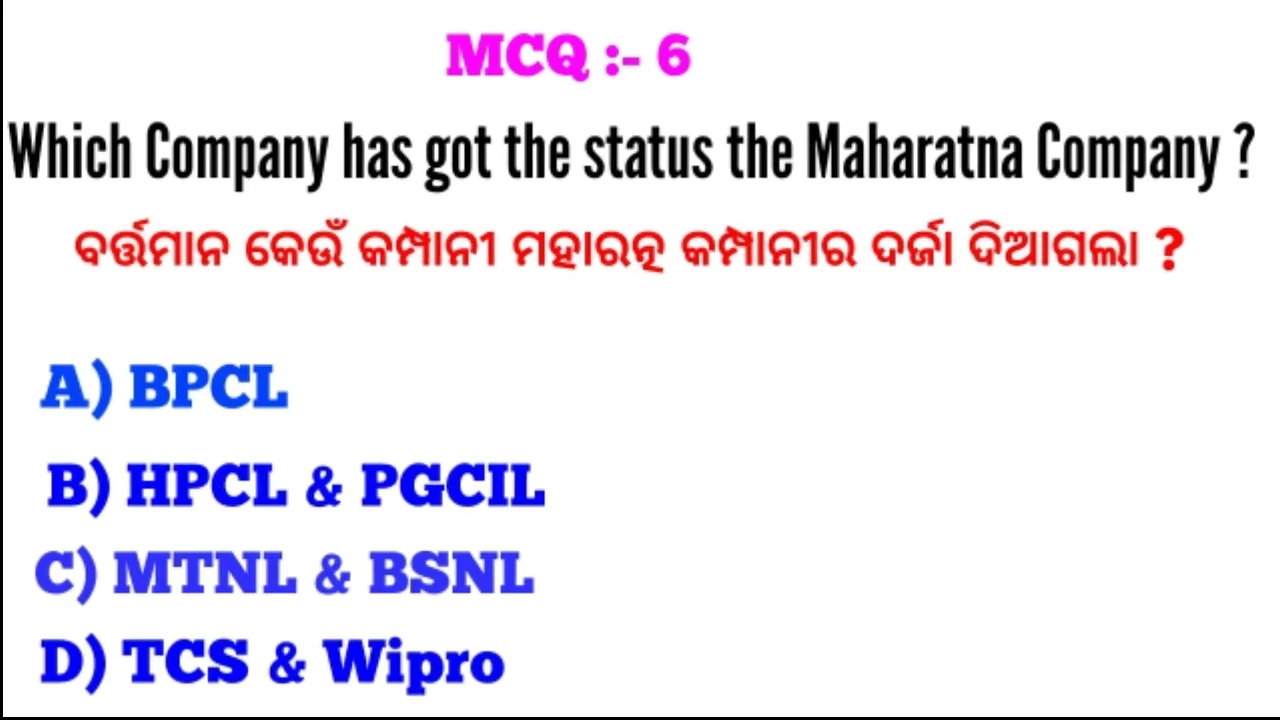 MCQ :- 6
Which Company has got the status the Maharatna Company ?
ବର୍ତ୍ତମାନ କେଉଁ କମ୍ପାନୀ ମହାରତ୍ନ କମ୍ପାନୀର ଦର୍ଜା ଦିଆଗଲା ?
A) BPCL
B) HPCL & PGCIL
C) MTNL & BSNL
D) TCS & Wipro